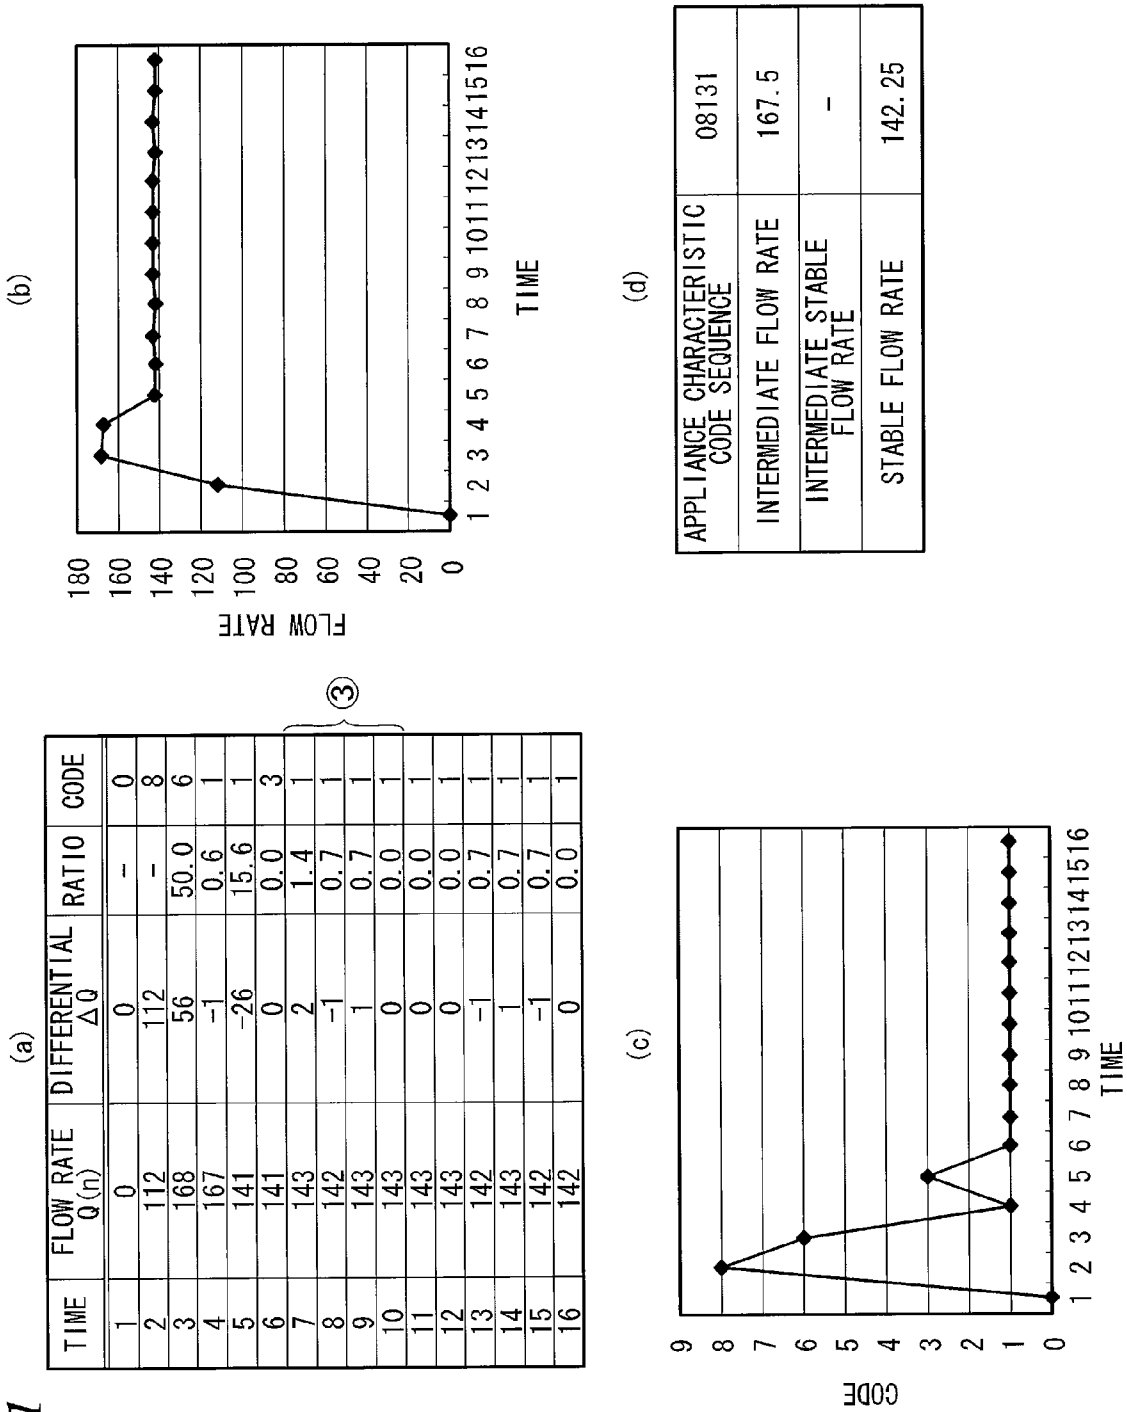 (a)
TIME FLOW RATE Q(n) DIFFERENTIAL ΔQ RATIO CODE
1 0 0 - 0
2 112 112 - 8
3 168 56 50.0 6
4 167 -1 0.6 1
5 141 -26 15.6 1
6 141 0 0.0 3
7 143 2 1.4 1
8 142 -1 0.7 1
9 143 1 0.7 1
10 143 0 0.0 1
11 143 0 0.0 1
12 143 0 0.0 1
13 142 -1 0.7 1
14 143 1 0.7 1
15 142 -1 0.7 1
16 142 0 0.0 1
③
(b)
FLOW RATE
180
160
140
120
100
80
60
40
20
0
1 2 3 4 5 6 7 8 9 10 11 12 13 14 15 16
TIME
(c)
CODE
9
8
7
6
5
4
3
2
1
0
1 2 3 4 5 6 7 8 9 10 11 12 13 14 15 16
TIME
(d)
APPLIANCE CHARACTERISTIC
CODE SEQUENCE
08131
INTERMEDIATE FLOW RATE 167.5
INTERMEDIATE STABLE
FLOW RATE
-
STABLE FLOW RATE 142.25